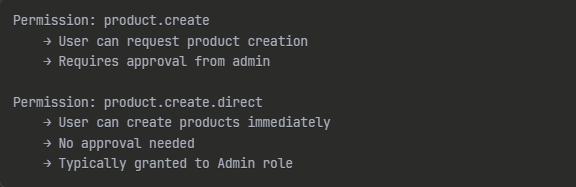 Permission: product.create
→ User can request product creation
→ Requires approval from admin
Permission: product.create.direct
→ User can create products immediately
→ No approval needed
→ Typically granted to Admin role